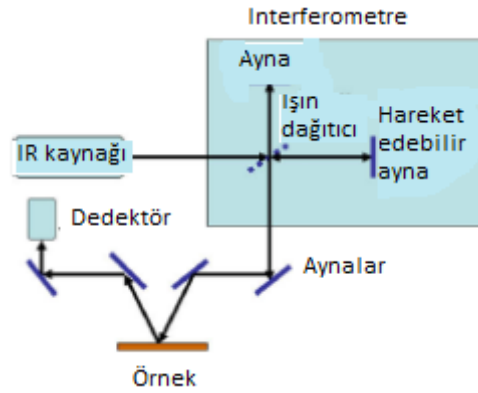 Interferometre
Ayna
Işın
dağıtıcı
Hareket
edebilir
ayna
IR kaynağı
Dedektör
Aynalar
Örnek